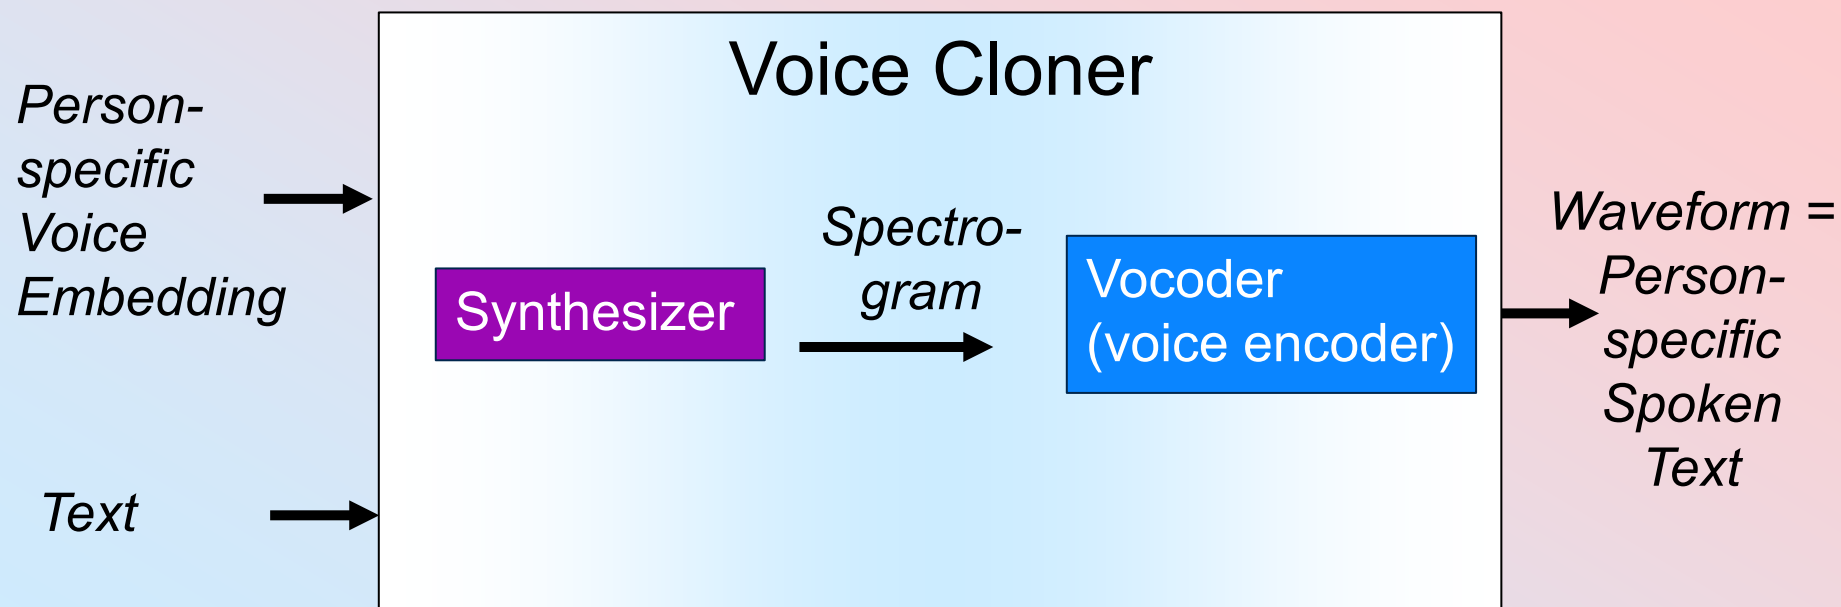 Voice Cloner
Person-
specific
Voice
Embedding
Text
Synthesizer
Spectro-
gram
Vocoder
(voice encoder)
Waveform =
Person-
specific
Spoken
Text